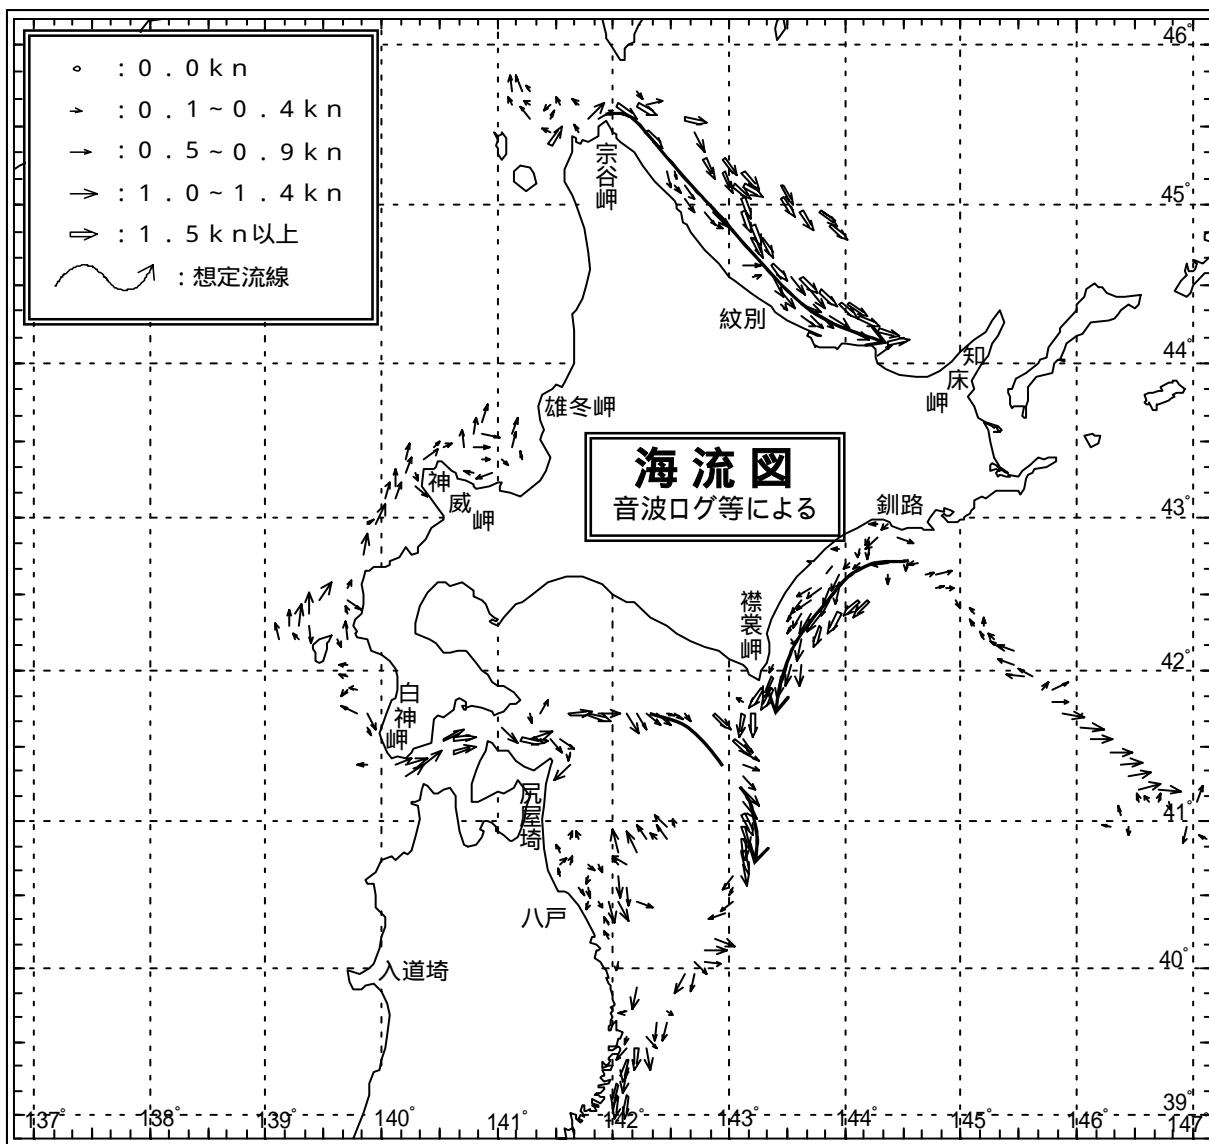 ：０．０ｋｎ
：０．１～０．４ｋｎ
：０．５～０．９ｋｎ
：１．０～１．４ｋｎ
：１．５ｋｎ以上
：想定流線
46°
宗谷岬
45°
紋別
44°
知床岬
雄冬岬
海流図
音波ログ等による
神威岬
釧路
43°
襟裳岬
42°
白神岬
尻屋埼
41°
八戸
入道埼
40°
39°
137°
138°
139°
140°
141°
142°
143°
144°
145°
146°
147°